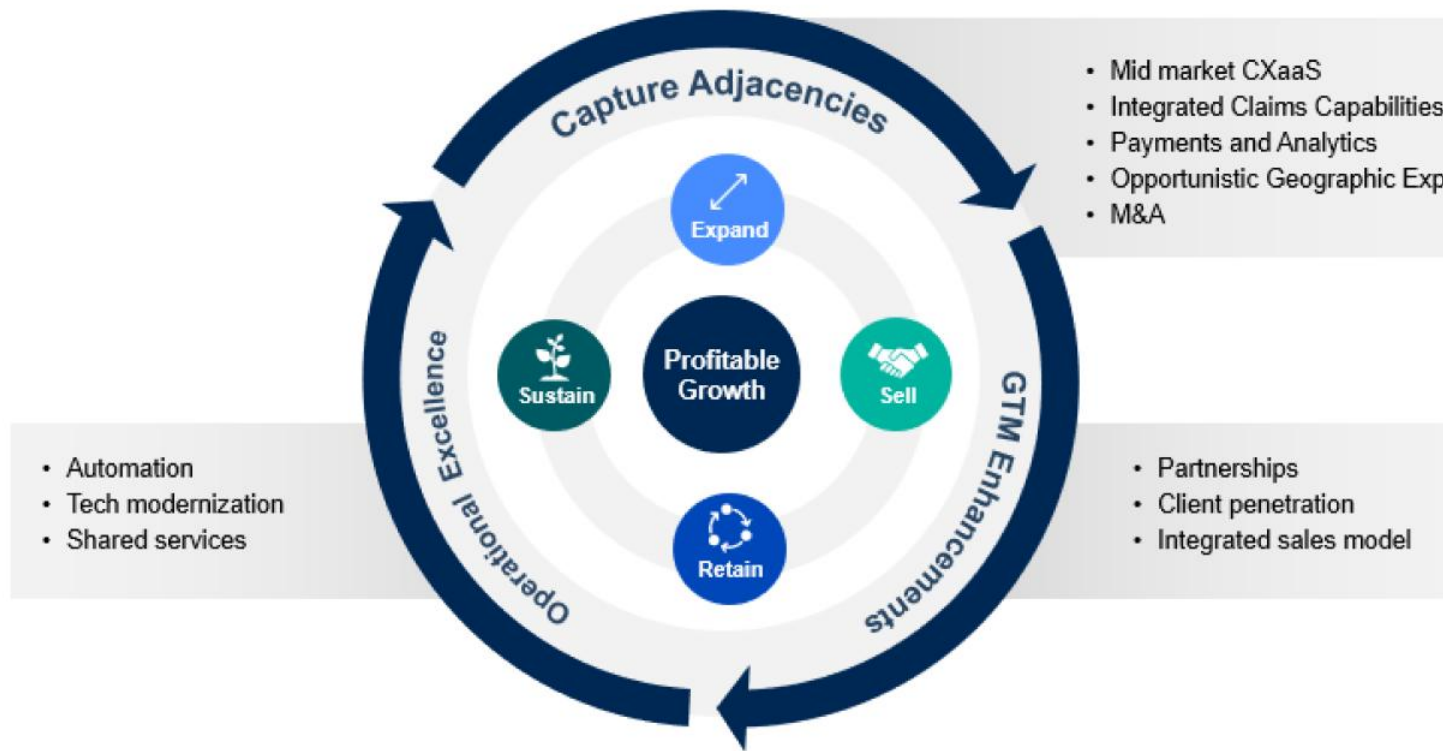 Capture Adjacencies
• Mid market CXaaS
• Integrated Claims Capabilities
• Payments and Analytics
• Opportunistic Geographic Exp
• M&A
Expand
Sustain
Profitable
Growth
Sell
Retain
Operational Excellence
GTM Enhancements
• Automation
• Tech modernization
• Shared services
• Partnerships
• Client penetration
• Integrated sales model